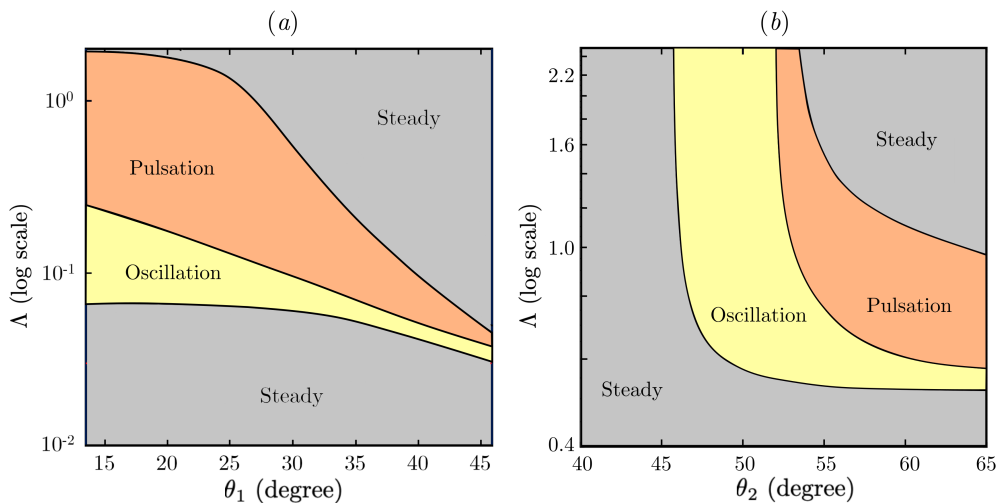 (a)
(b)
Λ (log scale)
10⁰
10⁻¹
10⁻²
Steady
Pulsation
Oscillation
Steady
15 20 25 30 35 40 45
θ₁ (degree)
Λ (log scale)
2.2
1.6
1.0
0.4
Steady
Oscillation
Pulsation
Steady
40 45 50 55 60 65
θ₂ (degree)